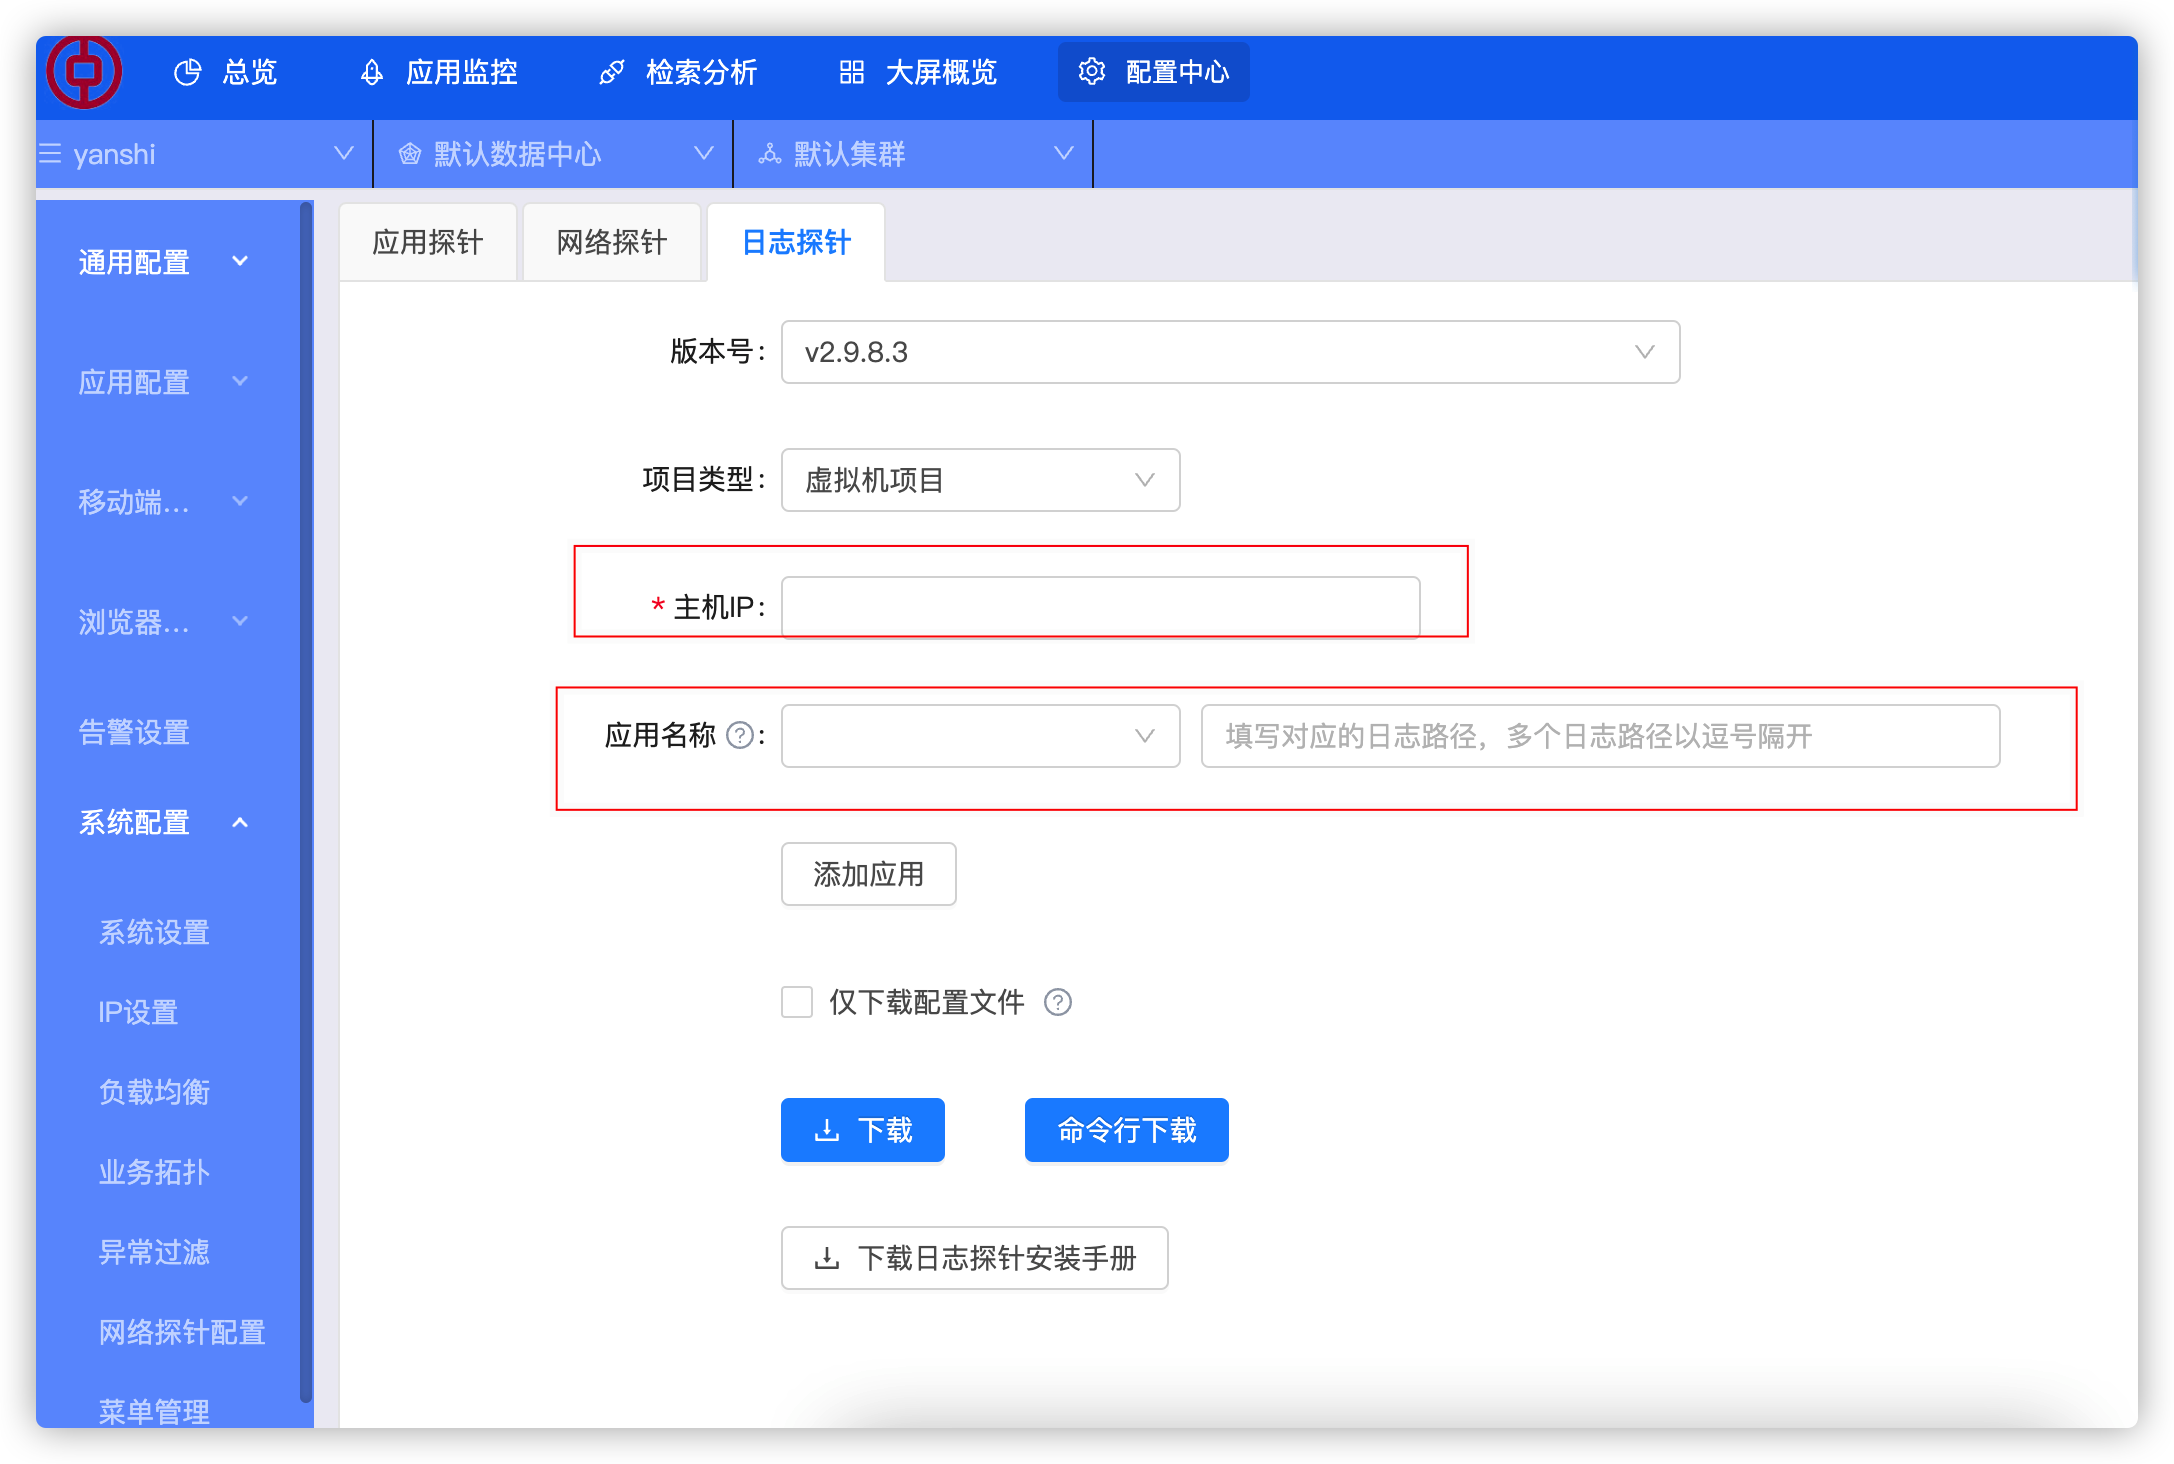 总览 应用监控 检索分析 大屏概览 配置中心
yanshi 默认数据中心 默认集群
应用探针 网络探针 日志探针
通用配置
应用配置
移动端...
浏览器...
告警设置
系统配置
系统设置
IP设置
负载均衡
业务拓扑
异常过滤
网络探针配置
菜单管理
版本号: v2.9.8.3
项目类型: 虚拟机项目
* 主机IP:
应用名称 ? : 填写对应的日志路径，多个日志路径以逗号隔开
添加应用
仅下载配置文件 ?
下载 命令行下载
下载日志探针安装手册